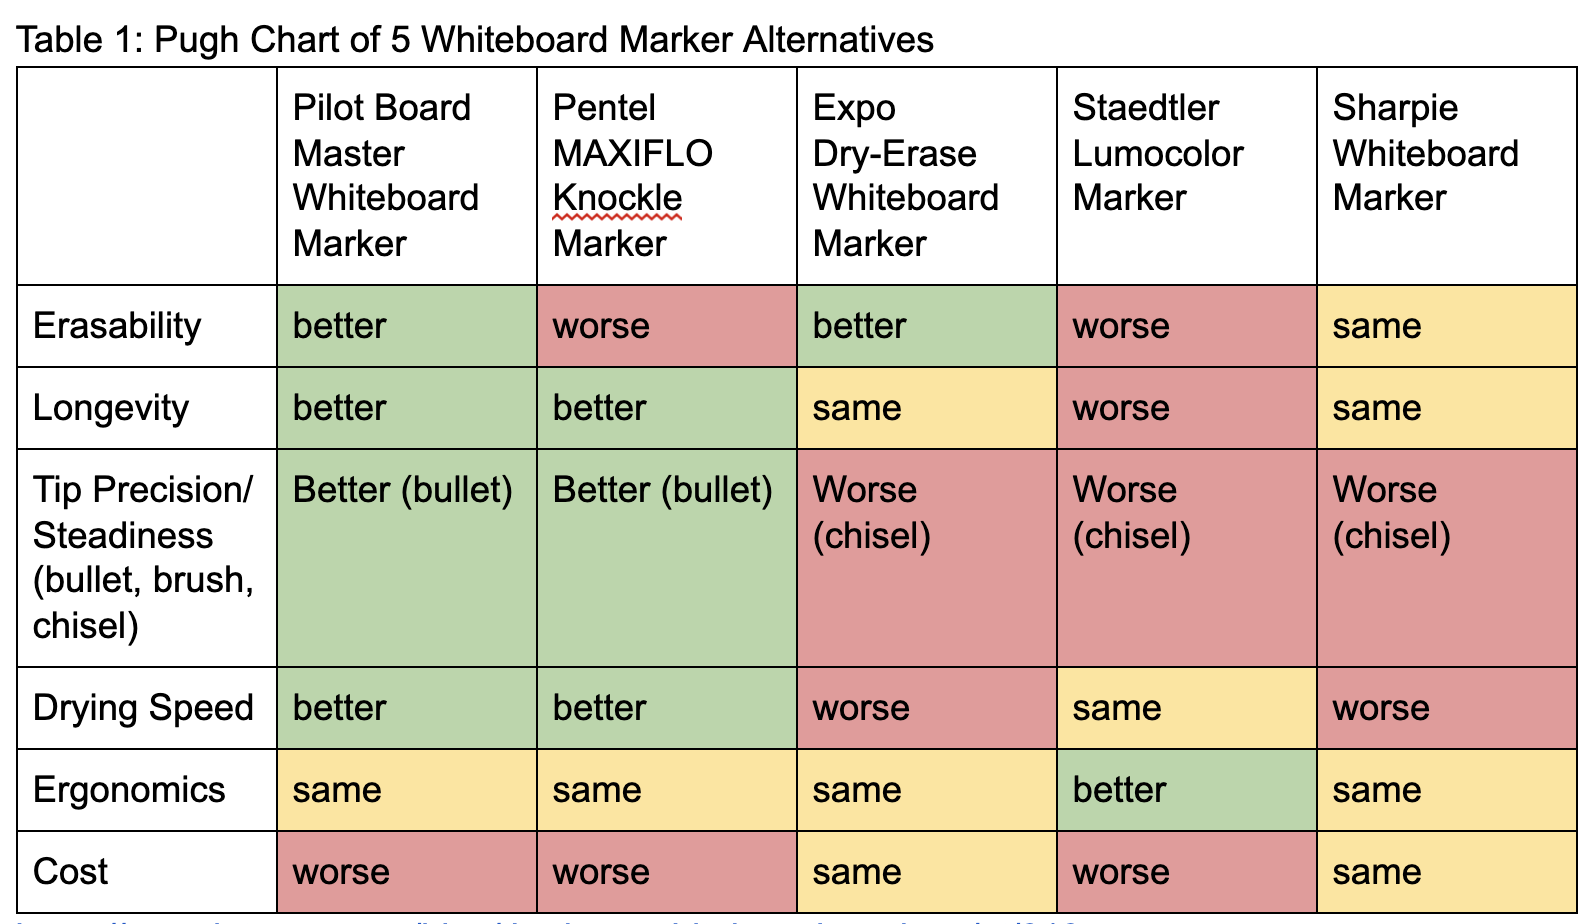 Table 1: Pugh Chart of 5 Whiteboard Marker Alternatives
Pilot Board
Master
Whiteboard
Marker
Pentel
MAXIFLO
Knockle
Marker
Expo
Dry-Erase
Whiteboard
Marker
Staedtler
Lumocolor
Marker
Sharpie
Whiteboard
Marker
Erasability
better
worse
better
worse
same
Longevity
better
better
same
worse
same
Tip Precision/
Steadiness
(bullet, brush,
chisel)
Better (bullet)
Better (bullet)
Worse
(chisel)
Worse
(chisel)
Worse
(chisel)
Drying Speed
better
better
worse
same
worse
Ergonomics
same
same
same
better
same
Cost
worse
worse
same
worse
same